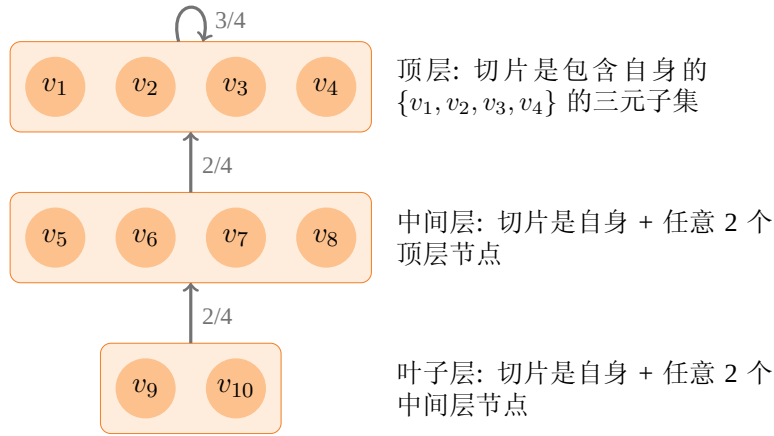 3/4
v₁ v₂ v₃ v₄
顶层: 切片是包含自身的
{v₁, v₂, v₃, v₄} 的三元子集
2/4
v₅ v₆ v₇ v₈
中间层: 切片是自身 + 任意 2 个
顶层节点
2/4
v₉ v₁₀
叶子层: 切片是自身 + 任意 2 个
中间层节点